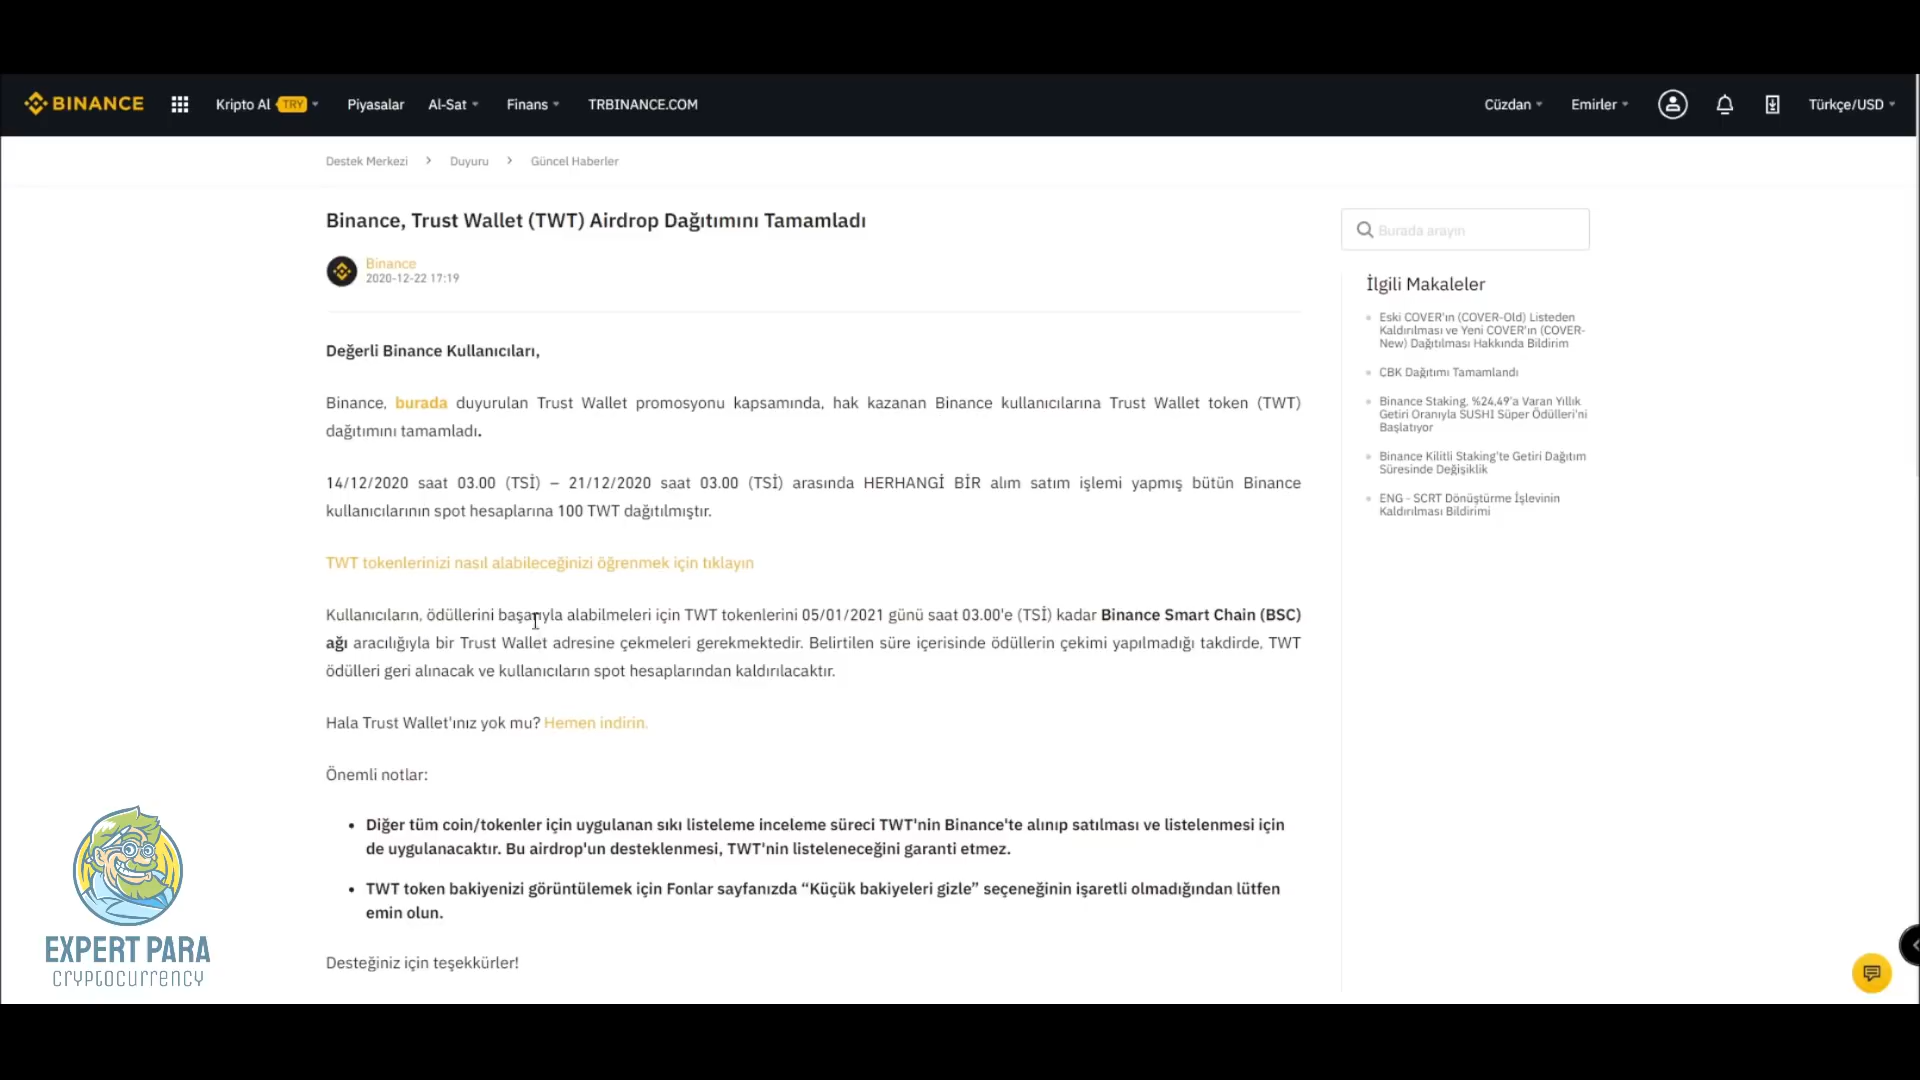 BINANCE
Kripto Al TRY
Piyasalar
Al-Sat
Finans
TRBINANCE.COM
Cüzdan
Emirler
Türkçe/USD
Destek Merkezi > Duyuru > Güncel Haberler
Binance, Trust Wallet (TWT) Airdrop Dağıtımını Tamamladı
Binance
2020-12-22 17:19
Değerli Binance Kullanıcıları,
Binance, burada duyurulan Trust Wallet promosyonu kapsamında, hak kazanan Binance kullanıcılarına Trust Wallet token (TWT)
dağıtımını tamamladı.
14/12/2020 saat 03.00 (TSİ) – 21/12/2020 saat 03.00 (TSİ) arasında HERHANGİ BİR alım satım işlemi yapmış bütün Binance
kullanıcılarının spot hesaplarına 100 TWT dağıtılmıştır.
TWT tokenlerinizi nasıl alabileceğinizi öğrenmek için tıklayın
Kullanıcıların, ödüllerini başarıyla alabilmeleri için TWT tokenlerini 05/01/2021 günü saat 03.00'e (TSİ) kadar Binance Smart Chain (BSC)
ağı aracılığıyla bir Trust Wallet adresine çekmeleri gerekmektedir. Belirtilen süre içerisinde ödüllerin çekimi yapılmadığı takdirde, TWT
ödülleri geri alınacak ve kullanıcıların spot hesaplarından kaldırılacaktır.
Hala Trust Wallet'ınız yok mu? Hemen indirin.
Önemli notlar:
• Diğer tüm coin/tokenler için uygulanan sıkı listeleme inceleme süreci TWT'nin Binance'te alınıp satılması ve listelenmesi için
de uygulanacaktır. Bu airdrop'un desteklenmesi, TWT'nin listeleneceğini garanti etmez.
• TWT token bakiyenizi görüntülemek için Fonlar sayfanızda “Küçük bakiyeleri gizle” seçeneğinin işaretli olmadığından lütfen
emin olun.
Desteğiniz için teşekkürler!
Burada arayın
İlgili Makaleler
Eski COVER'ın (COVER-Old) Listeden
Kaldırılması ve Yeni COVER'ın (COVER-
New) Dağıtılması Hakkında Bildirim
CBK Dağıtımı Tamamlandı
Binance Staking, %24,49'a Varan Yıllık
Getiri Oranıyla SUSHI Süper Ödülleri'ni
Başlatıyor
Binance Kilitli Staking'te Getiri Dağıtım
Süresinde Değişiklik
ENG - SCRT Dönüştürme İşlevinin
Kaldırılması Bildirimi
EXPERT PARA
CRYPTOCURRENCY